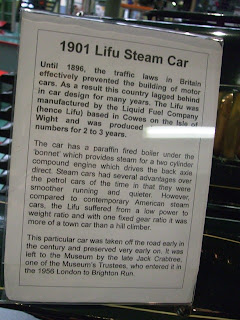 1901 Lifu Steam Car
Until 1896, the traffic laws in Britain
effectively prevented the building of motor
cars. As a result this country lagged behind
in car design for many years. The Lifu was
manufactured by the Liquid Fuel Company
(hence Lifu) based in Cowes on the Isle of
Wight and was produced in small
numbers for 2 to 3 years.
The car has a paraffin fired boiler under the
'bonnet' which provides steam for a two cylinder
compound engine which drives the back axle
direct. Steam cars had several advantages over
the petrol cars of the time in that they were
smoother running and quieter. However,
compared to contemporary American steam
cars, the Lifu suffered from a low power to
weight ratio and with one fixed gear ratio it was
more of a town car than a hill climber.
This particular car was taken off the road early in
the century and preserved very early on. It was
left to the Museum by the late Jack Crabtree,
one of the Museum's Trustees, who entered it in
the 1956 London to Brighton Run.